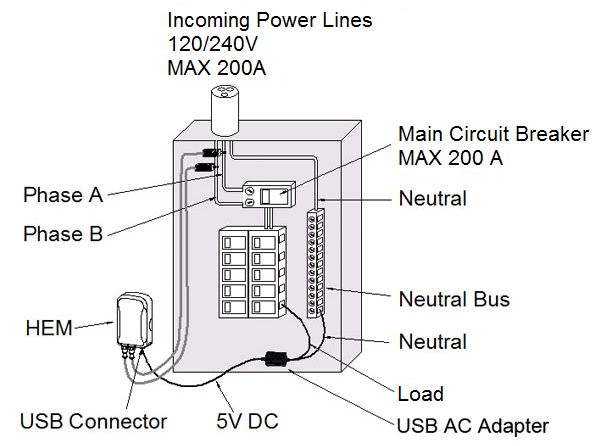 Incoming Power Lines
120/240V
MAX 200A
Main Circuit Breaker
MAX 200 A
Phase A
Neutral
Phase B
Neutral Bus
HEM
Neutral
Load
USB Connector
5V DC
USB AC Adapter